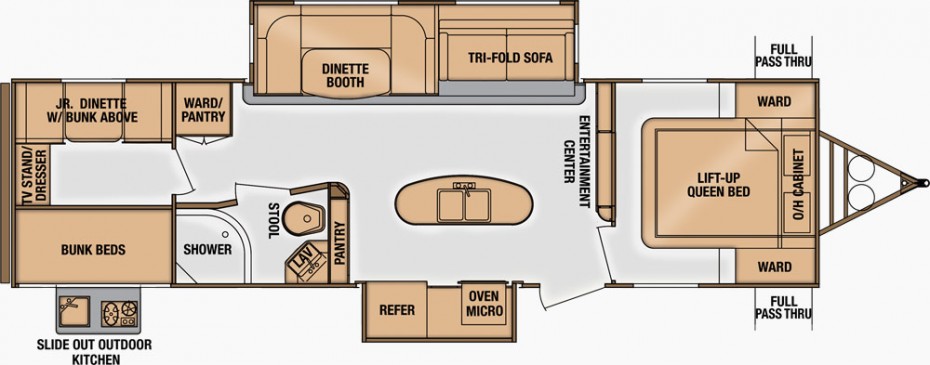 DINETTE
BOOTH
TRI-FOLD SOFA
FULL
PASS THRU
JR. DINETTE
W/ BUNK ABOVE
WARD/
PANTRY
TV STAND/
DRESSER
ENTERTAINMENT
CENTER
WARD
LIFT-UP
QUEEN BED
O/H CABINET
BUNK BEDS
SHOWER
STOOL
LAV
PANTRY
WARD
REFER
OVEN
MICRO
FULL
PASS THRU
SLIDE OUT OUTDOOR
KITCHEN